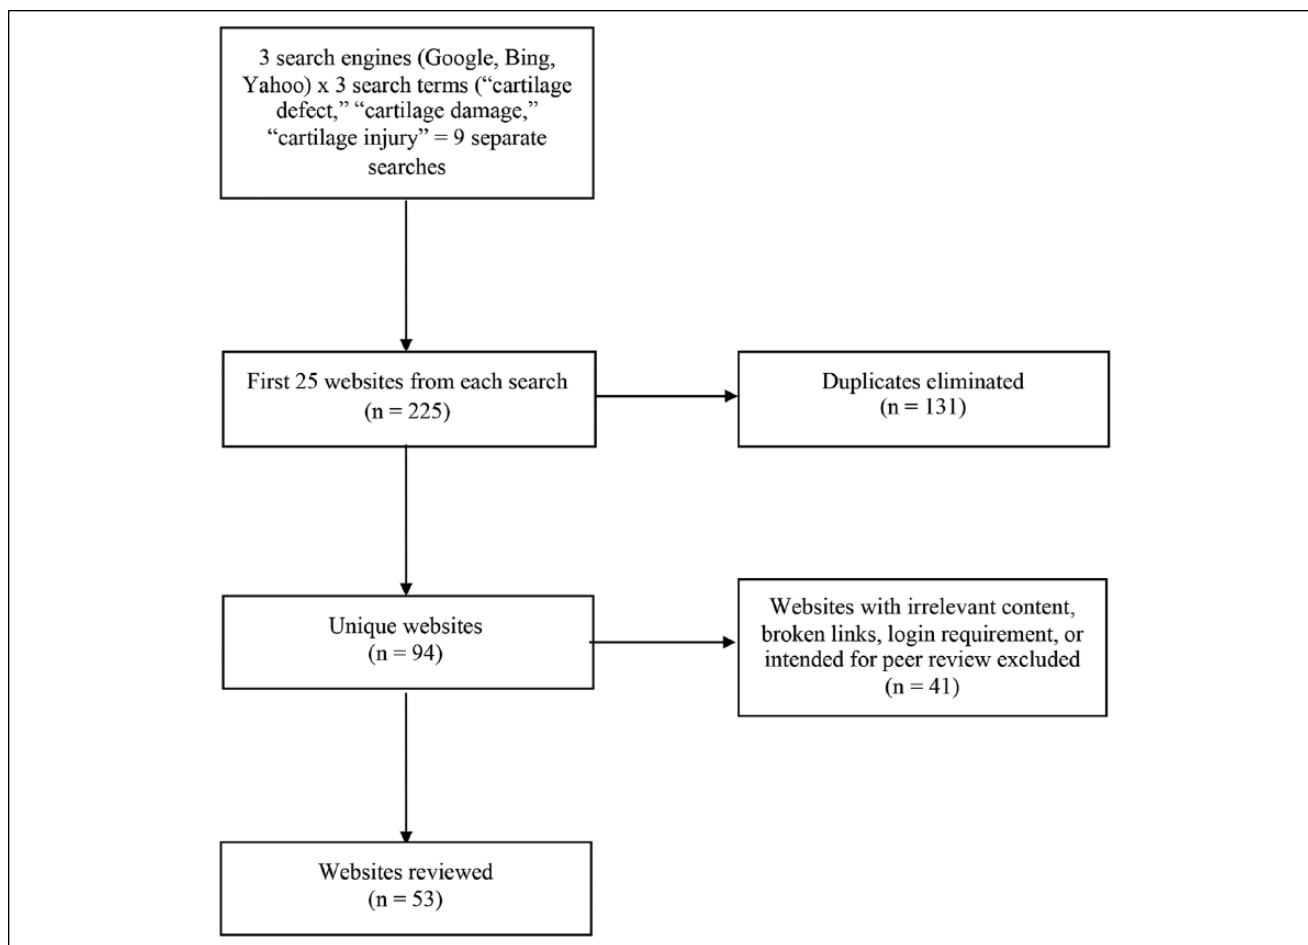 3 search engines (Google, Bing,
Yahoo) x 3 search terms (“cartilage
defect,” “cartilage damage,”
“cartilage injury” = 9 separate
searches
First 25 websites from each search
(n = 225)
Duplicates eliminated
(n = 131)
Unique websites
(n = 94)
Websites with irrelevant content,
broken links, login requirement, or
intended for peer review excluded
(n = 41)
Websites reviewed
(n = 53)